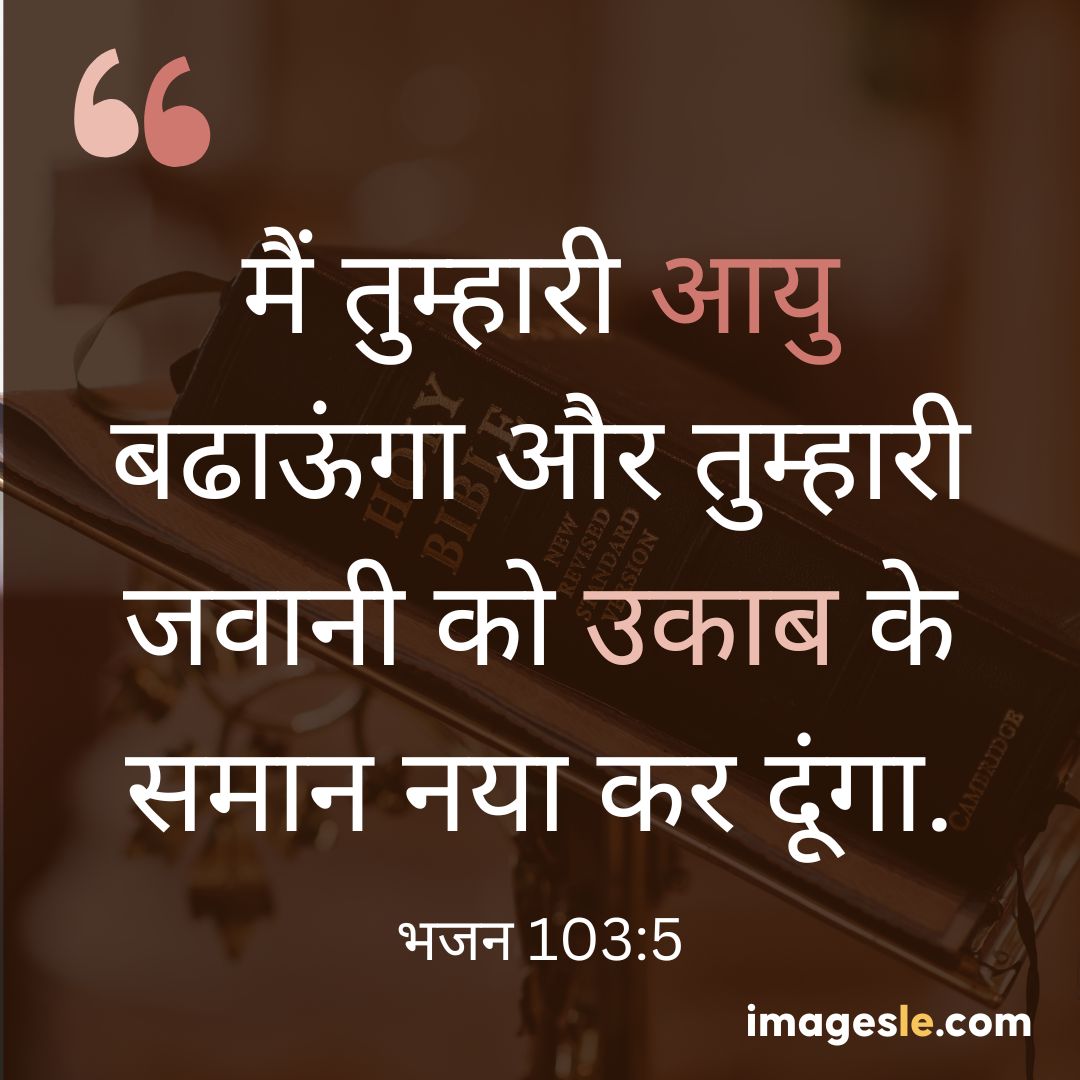 मैं तुम्हारी आयु
बढाऊंगा और तुम्हारी
जवानी को उकाब के
समान नया कर दूंगा.
भजन 103:5
HOLY
BIBLE
NEW
REVISED
STANDARD
VERSION
CAMBRIDGE
imagesle.com